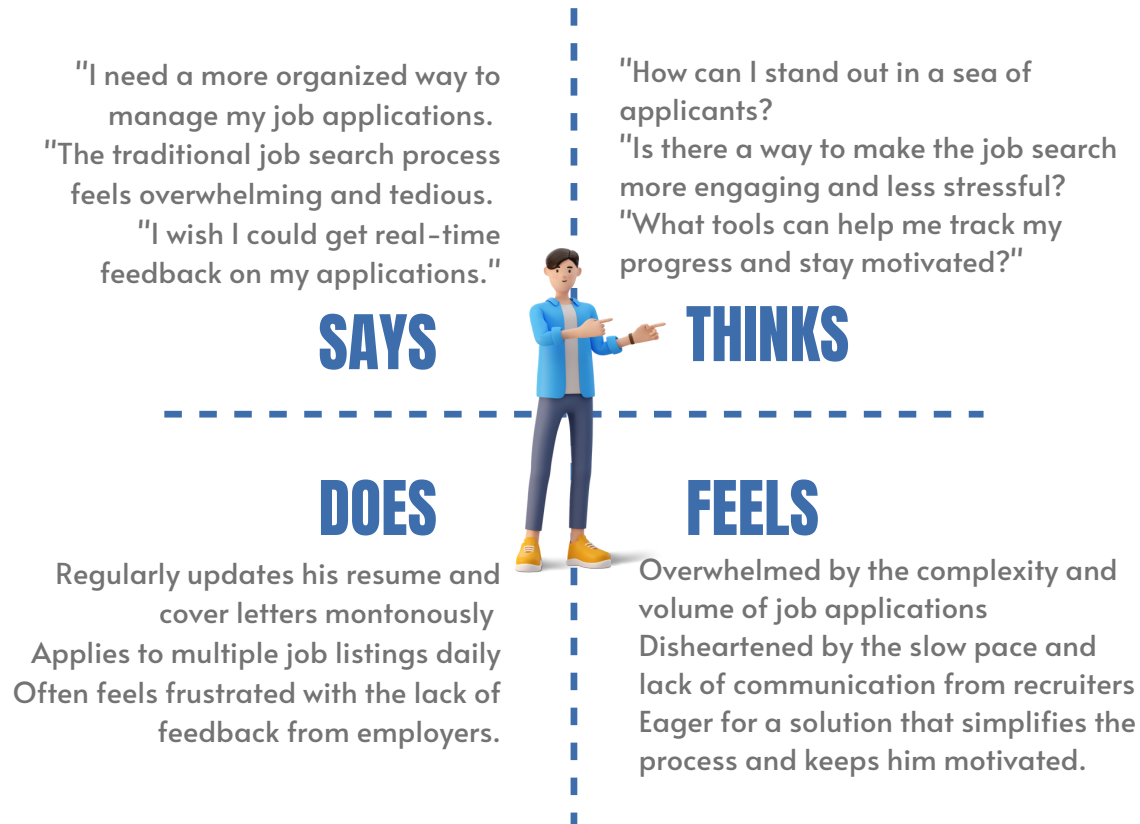 "I need a more organized way to
manage my job applications.
"The traditional job search process
feels overwhelming and tedious.
"I wish I could get real-time
feedback on my applications."
SAYS
"How can I stand out in a sea of
applicants?
"Is there a way to make the job search
more engaging and less stressful?
"What tools can help me track my
progress and stay motivated?"
THINKS
DOES
Regularly updates his resume and
cover letters montonously
Applies to multiple job listings daily
Often feels frustrated with the lack of
feedback from employers.
FEELS
Overwhelmed by the complexity and
volume of job applications
Disheartened by the slow pace and
lack of communication from recruiters
Eager for a solution that simplifies the
process and keeps him motivated.